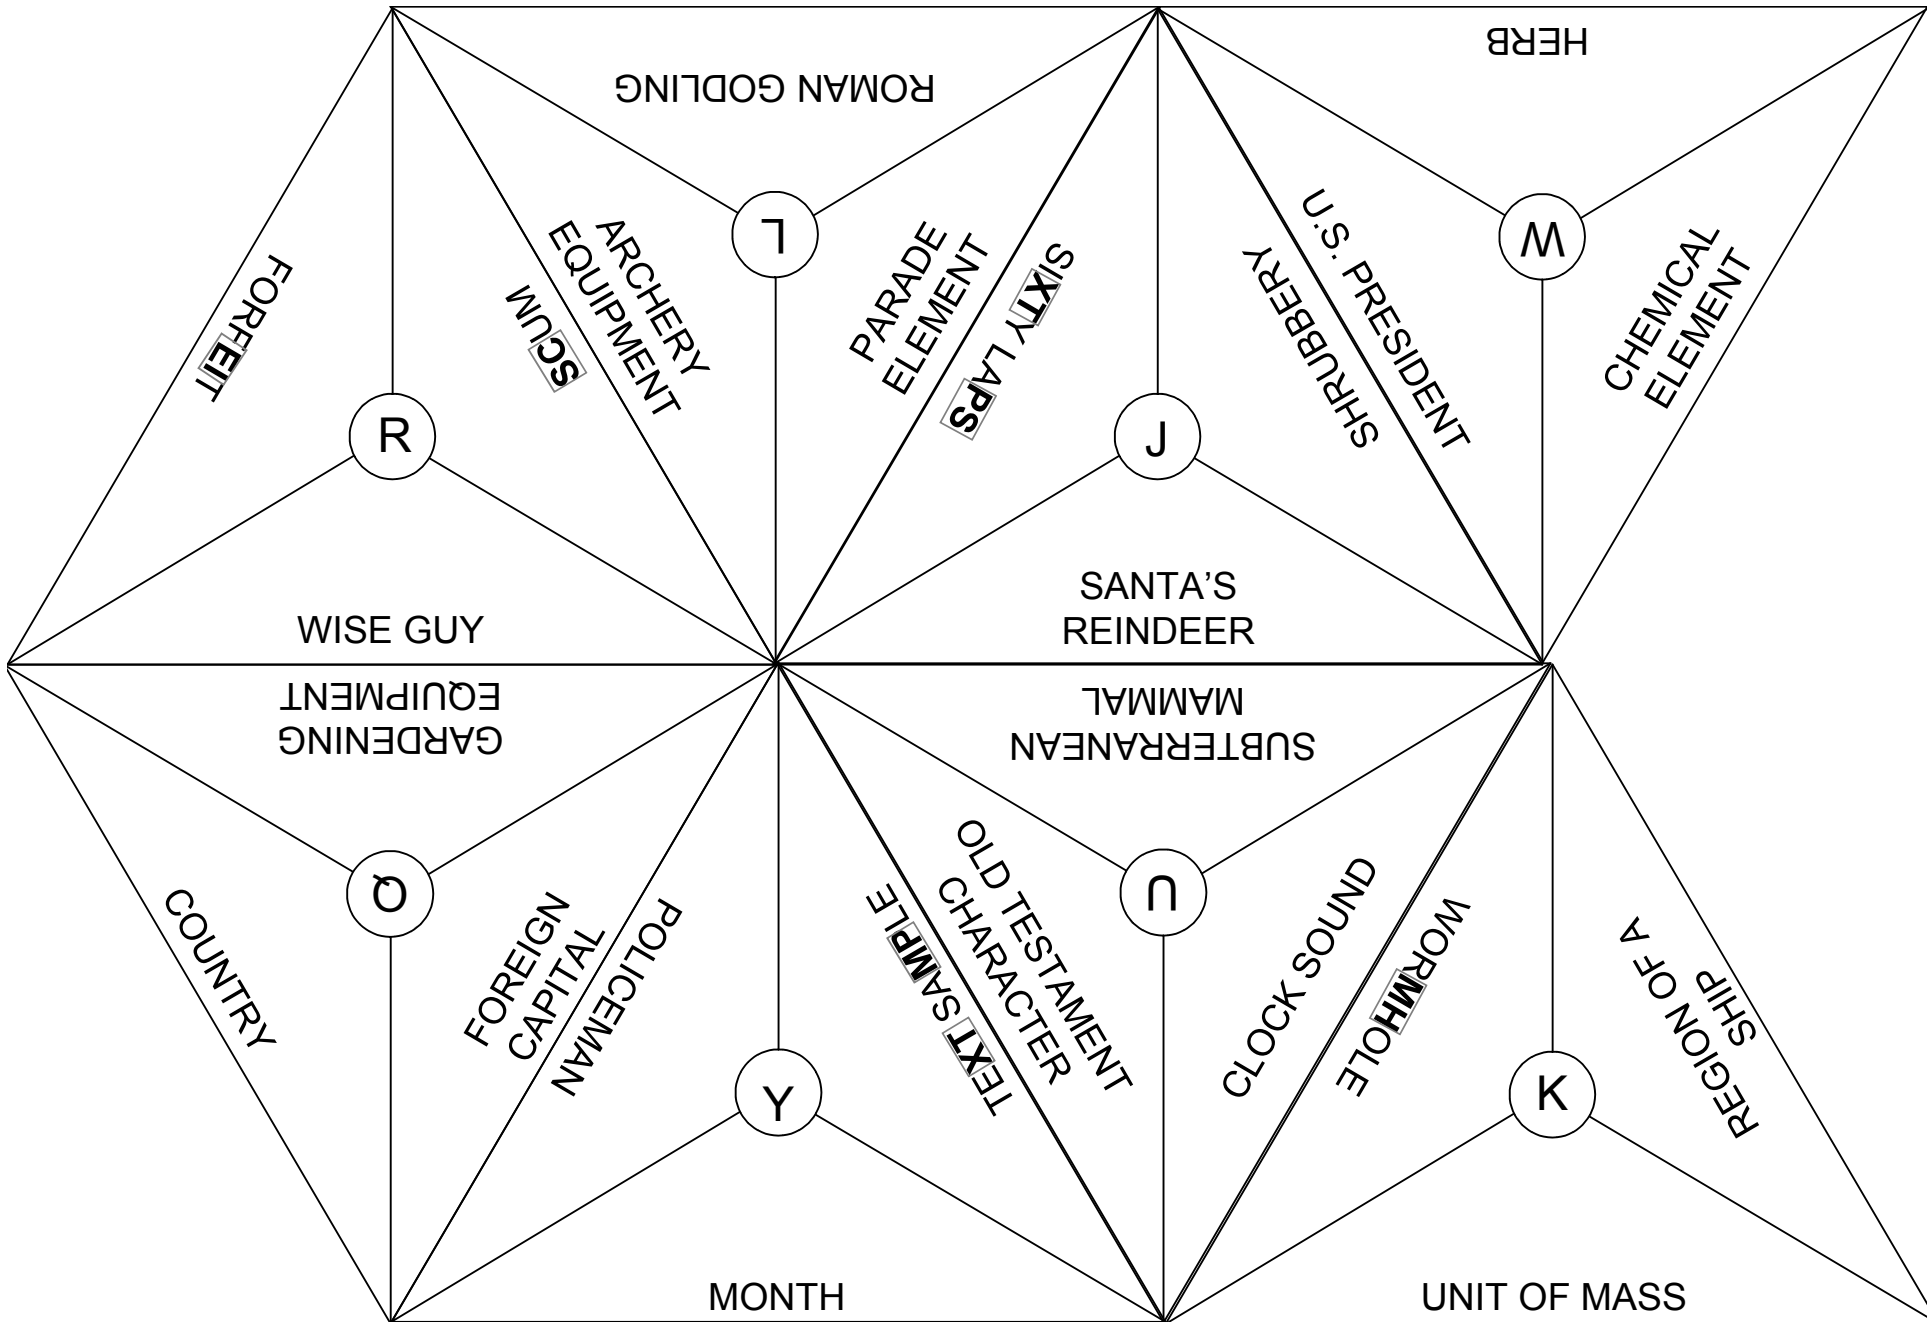 HERB
ROMAN GODLING
L
W
U.S. PRESIDENT
SHRUBBERY
CHEMICAL
ELEMENT
ARCHERY
EQUIPMENT
SCUM
PARADE
ELEMENT
SIXTY LAPS
FORFEIT
R
J
WISE GUY
SANTA'S
REINDEER
GARDENING
EQUIPMENT
SUBTERRANEAN
MAMMAL
Q
U
COUNTRY
FOREIGN
CAPITAL
POLICEMAN
OLD TESTAMENT
CHARACTER
TEXT SAMPLE
CLOCK SOUND
WORMHOLE
REGION OF A
SHIP
Y
K
MONTH
UNIT OF MASS